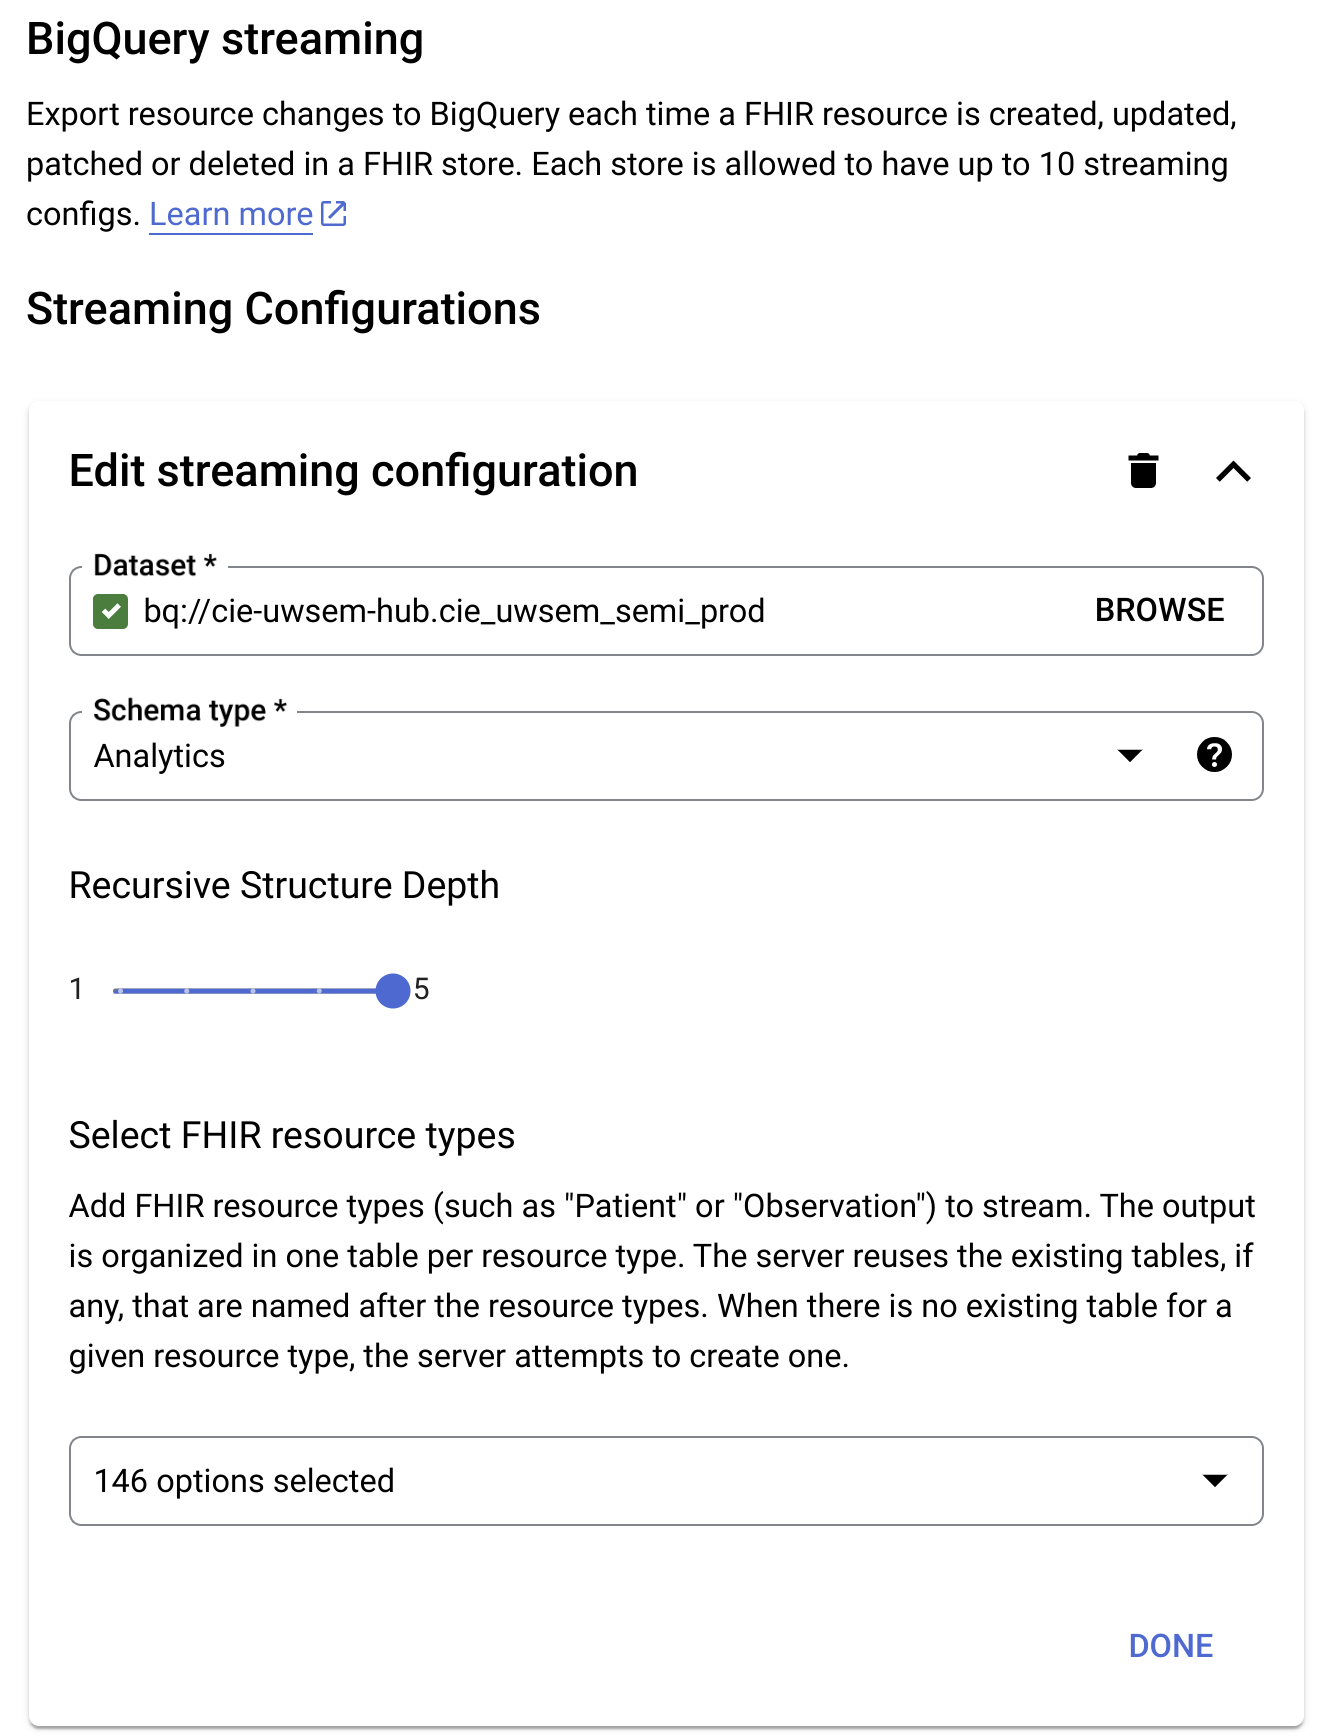 BigQuery streaming
Export resource changes to BigQuery each time a FHIR resource is created, updated,
patched or deleted in a FHIR store. Each store is allowed to have up to 10 streaming
configs. Learn more
Streaming Configurations
Edit streaming configuration
Dataset *
bq://cie-uwsem-hub.cie_uwsem_semi_prod
BROWSE
Schema type *
Analytics
?
Recursive Structure Depth
1
5
Select FHIR resource types
Add FHIR resource types (such as "Patient" or "Observation") to stream. The output
is organized in one table per resource type. The server reuses the existing tables, if
any, that are named after the resource types. When there is no existing table for a
given resource type, the server attempts to create one.
146 options selected
DONE